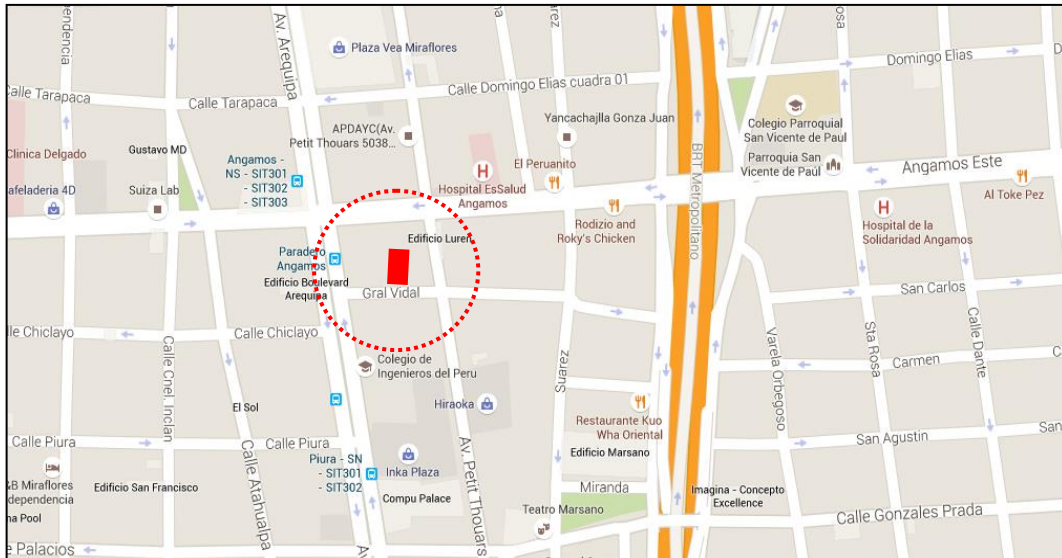 Plaza Vea Miraflores
Av. Arequipa
Domingo Elias
Calle Tarapaca
Calle Tarapaca
Calle Domingo Elias cuadra 01
APDAYC(Av.
Petit Thouars 5038...
Yancachajlla Gonza Juan
Colegio Parroquial
San Vicente de Paul
Clinica Delgado
Gustavo MD
Angamos -
NS - SIT301
- SIT302
- SIT303
El Peruanito
Parroquia San
Vicente de Paúl
Angamos Este
Suiza Lab
Hospital EsSalud
Angamos
BRT Metropolitano
Al Toke Pez
Rodizio and
Roky's Chicken
Hospital de la
Solidaridad Angamos
Edificio Luren
Paradero
Angamos
Edificio Boulevard
Arequipa
Gral Vidal
San Carlos
Calle Chiclayo
Calle Cnel. Inclan
Suarez
Varela Orbegoso
Sta Rosa
Calle Dante
Carmen
Colegio de
Ingenieros del Peru
El Sol
Hiraoka
Restaurante Kuo
Wha Oriental
Calle Piura
Calle Piura
San Agustin
Edificio Marsano
Av. Petit Thouars
Calle Atahualpa
Piura - SN
- SIT301
- SIT302
Inka Plaza
B&B Miraflores
Edificio San Francisco
Compu Palace
Miranda
Imagina - Concepto
Excellence
Teatro Marsano
Calle Gonzales Prada
Palacios